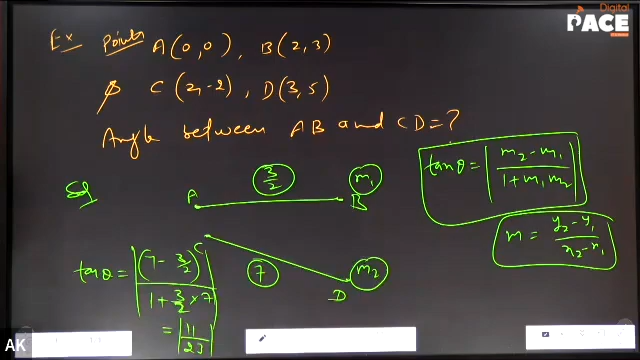 Digital
PACE
Ex Points A(0,0), B(2,3)
C(2,-2), D(3,5)
Angle between AB and CD=?
tanθ = | (m₂ - m₁) / (1 + m₁m₂) |
m = (y₂ - y₁) / (x₂ - x₁)
Sol
3/2 m₁
A B
C
7 m₂
D
tanθ = | (7 - 3/2) / (1 + 3/2 × 7) |
= | 11/23 |
AK